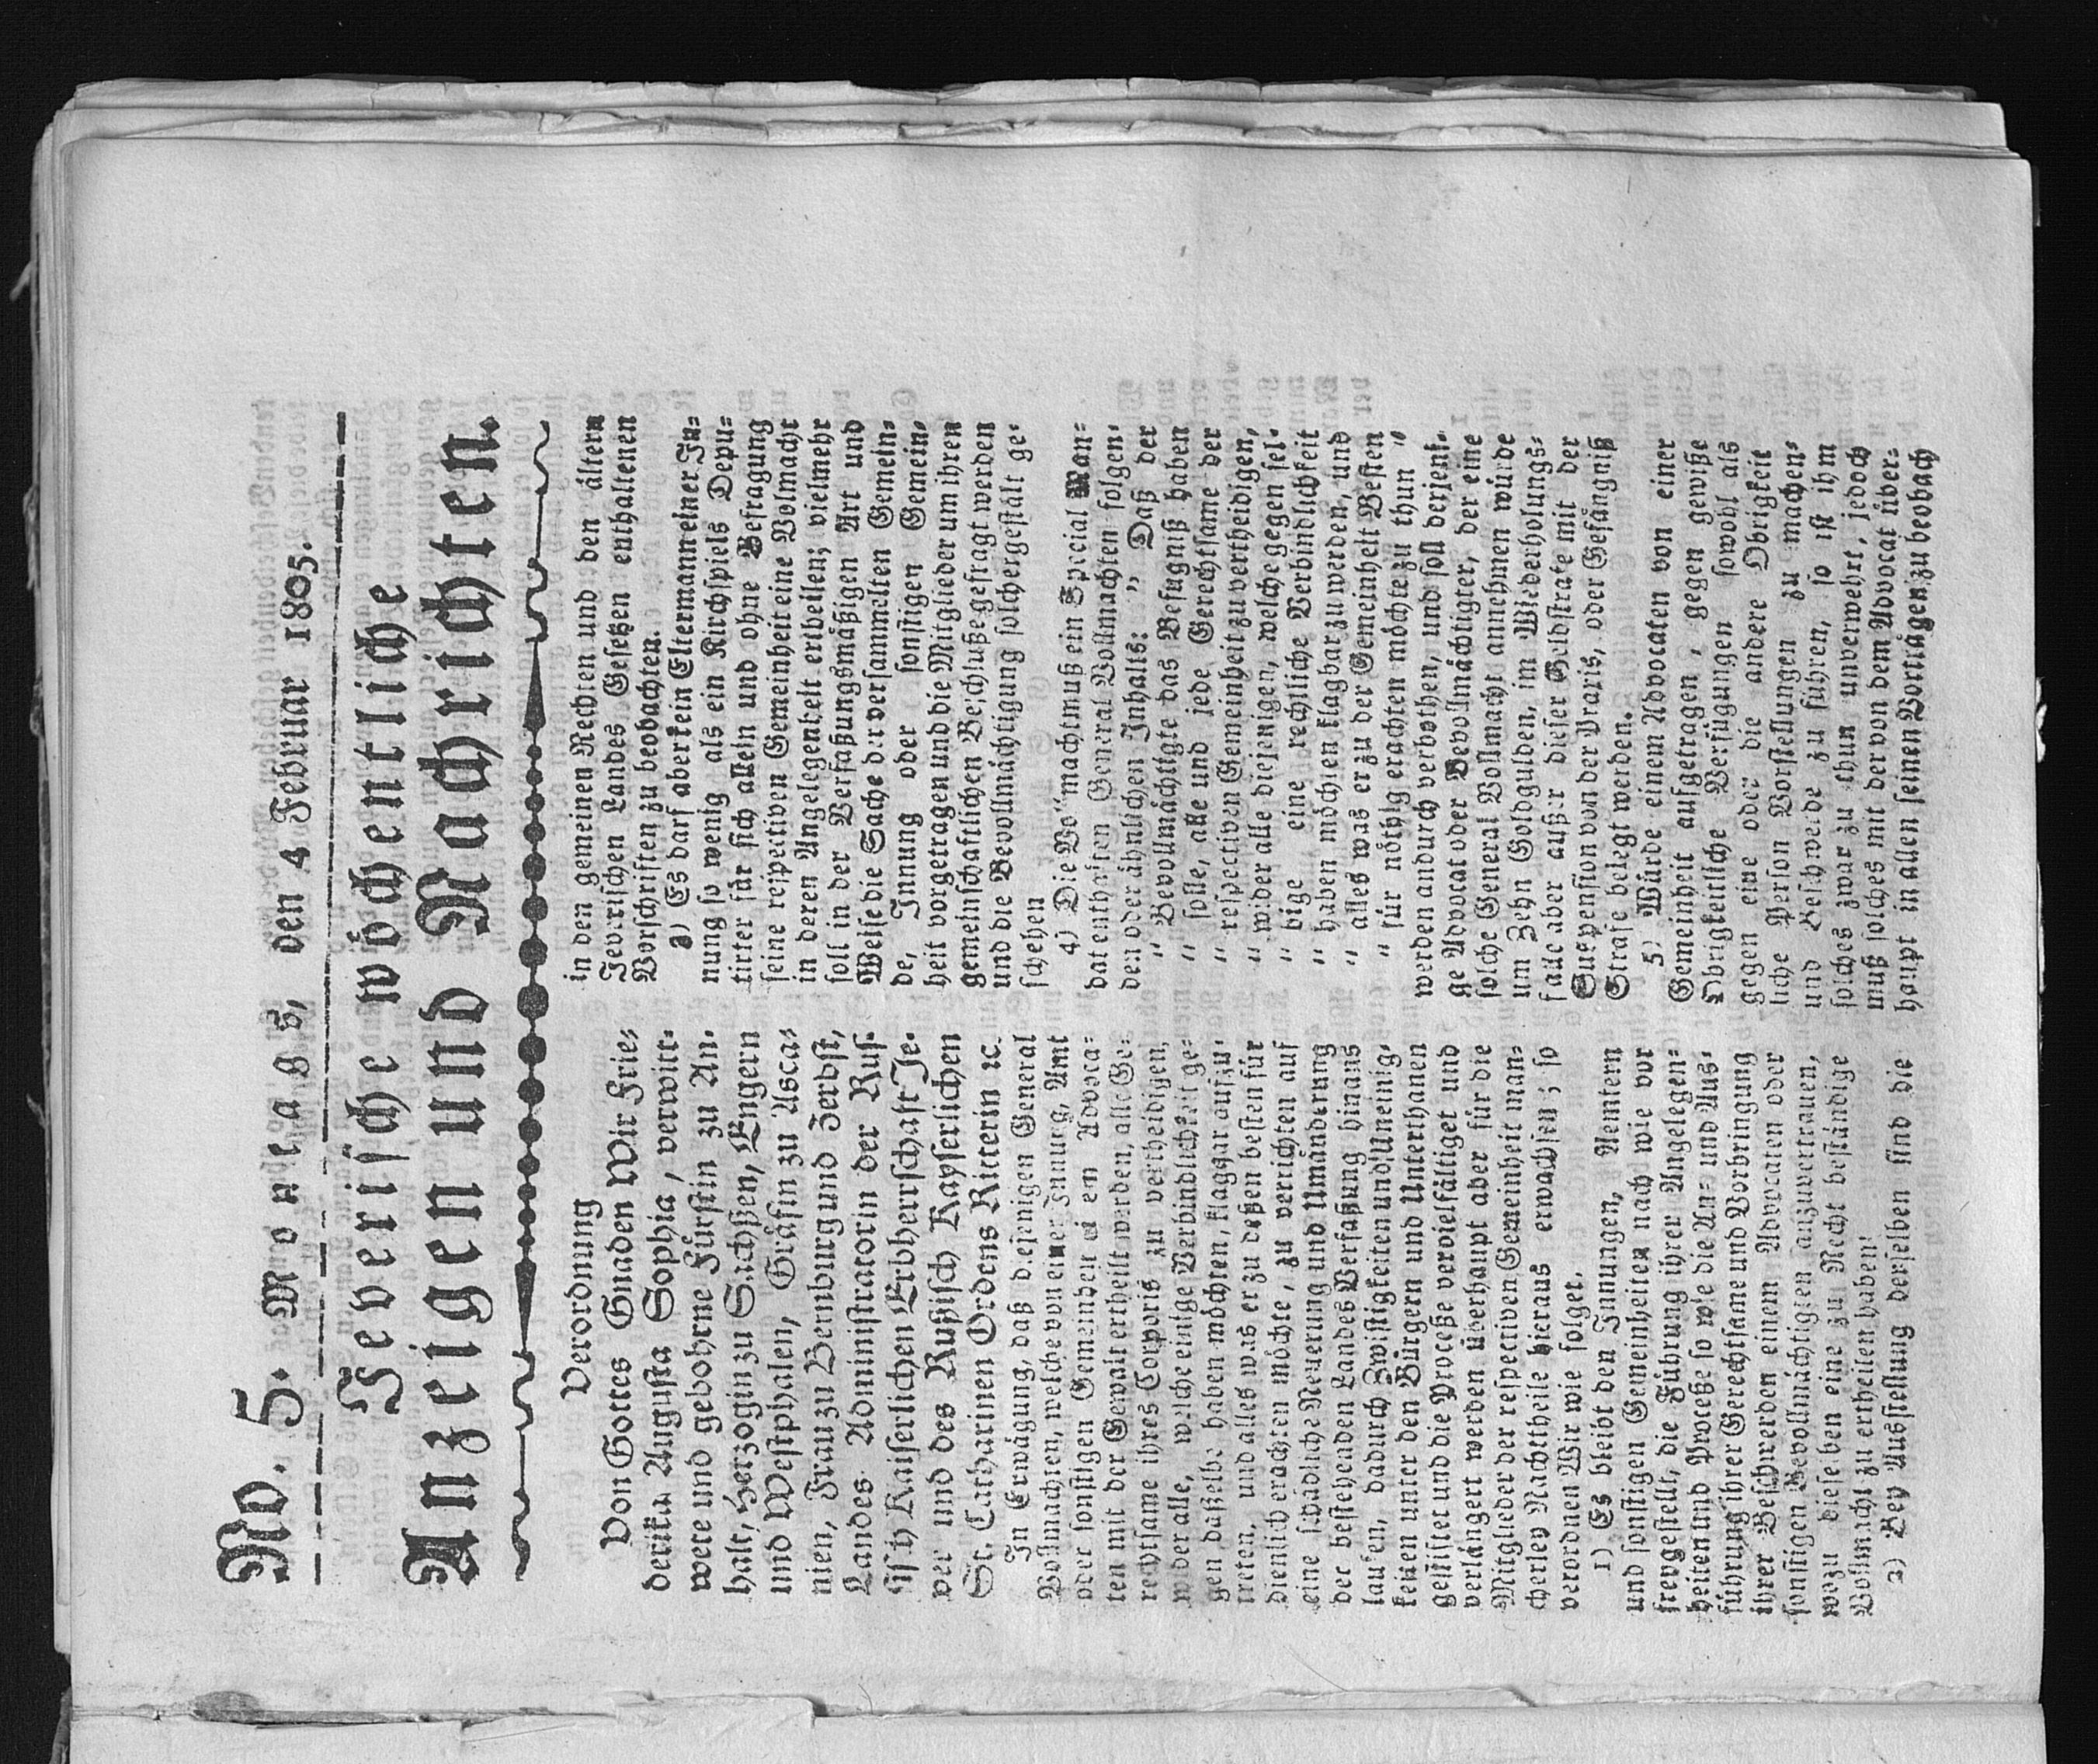 No. 5. Montags, den 4 Februar 1805.
Jeverische wöchentliche
Anzeigen und Nachrichten.
Verordnung
Von Gottes Gnaden Wir Frie-
derika Augusta Sophia, verwitt-
wete und gebohrne Fürstin zu An-
halt, Herzogin zu Sachßen, Engern
und Westphalen, Gräfin zu Asca-
nien, Frau zu Bernburg und Zerbst,
Landes Administratorin der Rus-
sisch Kaiserlichen Erbherrschaft Je-
ver und des Rußisch Kayserlichen
St. Catharinen Ordens Ritterin ꝛc.
In Erwägung, daß diejenigen General
Vollmachten, welche von einer Innung, Amt
oder sonstigen Gemeinheit einem Advoca-
ten mit der Gewalt ertheilt werden, alle Ge-
rechtsame ihres Corporis zu vertheidigen,
wider alle, welche einige Verbindlichkeit ge-
gen daßelbe haben möchten, klagbar aufzu-
treten, und alles was er zu deßen besten für
dienlich erachten möchte, zu verrichten auf
eine schädliche Neuerung und Umänderung
der bestehenden Landes Verfaßung hinaus
laufen, dadurch Zwistigkeiten und Uneinig-
keiten unter den Bürgern und Unterthanen
gestiftet und die Proceße vervielfältiget und
verlängert werden überhaupt aber für die
Mitglieder der respectiven Gemeinheit man-
cherley Nachtheile hieraus erwachsen; so
verordnen Wir wie folget.
1) Es bleibt den Innungen, Aemtern
und sonstigen Gemeinheiten nach wie vor
freygestellt, die Führung ihrer Angelegen-
heiten und Proceße so wie die An- und Aus-
führung ihrer Gerechtsame und Vorbringung
ihrer Beschwerden einem Advocaten oder
sonstigen Bevollmächtigten anzuvertrauen,
wozu dieselben eine zu Recht beständige
Vollmacht zu ertheilen haben!
2) Bey Ausstellung derselben sind die
in den gemeinen Rechten und den ältern
Jeverischen Landes Gesetzen enthaltenen
Vorschriften zu beobachten.
3) Es darf aber kein Eltermann einer In-
nung so wenig als ein Kirchspiels Depu-
tirter für sich allein und ohne Befragung
seine respectiven Gemeinheit eine Volmacht
in deren Angelegenheit ertheilen; vielmehr
soll in der Verfaßungsmäßigen Art und
Weise die Sache der versammelten Gemein-
de, Innung oder sonstigen Gemein-
heit vorgetragen und die Mitglieder um ihren
gemeinschaftlichen Beschluße gefragt werden
und die Bevollmächtigung solchergestalt ge-
schehen
4) Die Vollmacht muß ein Special Man-
dat enthalten General Vollmachten folgen-
den oder ähnlichen Inhalts: „ Daß der
„ Bevollmächtigte das Befugniß haben
„ solle, alle und jede Gerechtsame der
„ respectiven Gemeinheit zu vertheidigen,
„ wider alle diejenigen, welche gegen sel-
„ bige eine rechtliche Verbindlichkeit
„ haben möchten klagbar zu werden, und
„ alles was er zu der Gemeinheit Besten
„ für nöthig erachten möchte zu thun „
werden andurch verbothen, und soll derjeni-
ge Advocat oder Bevollmächtigter, der eine
solche General Vollmacht annehmen würde
um Zehn Goldgulden, im Wiederholungs-
falle aber außer dieser Geldstrafe mit der
Suspension von der Praxis, oder Gefängniß
Strafe belegt werden.
5) Würde einem Advocaten von einer
Gemeinheit aufgetragen, gegen gewiße
Obrigkeitliche Verfügungen sowohl als
gegen eine oder die andere Obrigkeit
liche Person Vorstellungen zu machen-
und Beschwerde zu führen, so ist ihm
solches zwar zu thun unverwehrt, jedoch
muß solches mit der von dem Advocat über-
haupt in allen seinen Vorträgen zu beobach